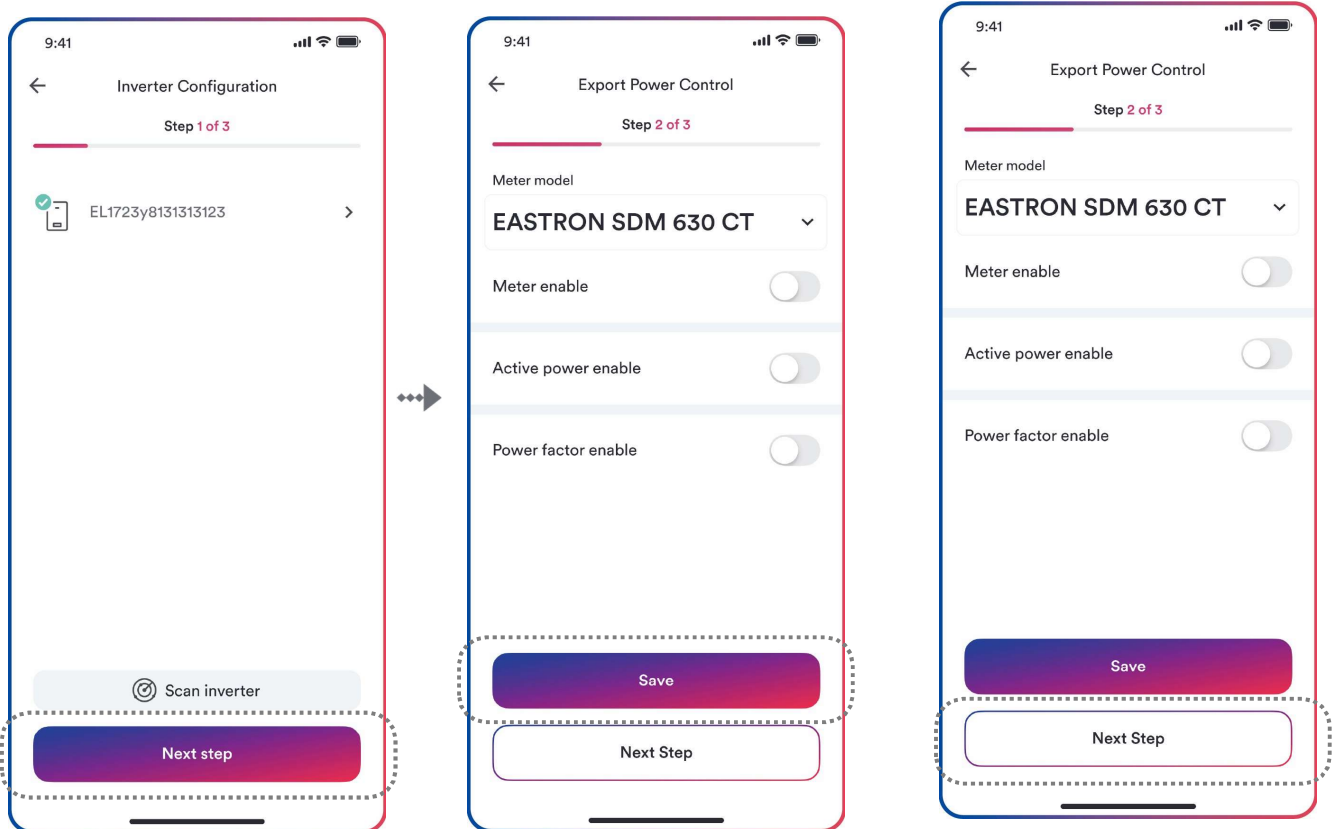 9:41
Inverter Configuration
Step 1 of 3
EL1723y8131313123
Scan inverter
Next step
9:41
Export Power Control
Step 2 of 3
Meter model
EASTRON SDM 630 CT
Meter enable
Active power enable
Power factor enable
Save
Next Step
9:41
Export Power Control
Step 2 of 3
Meter model
EASTRON SDM 630 CT
Meter enable
Active power enable
Power factor enable
Save
Next Step